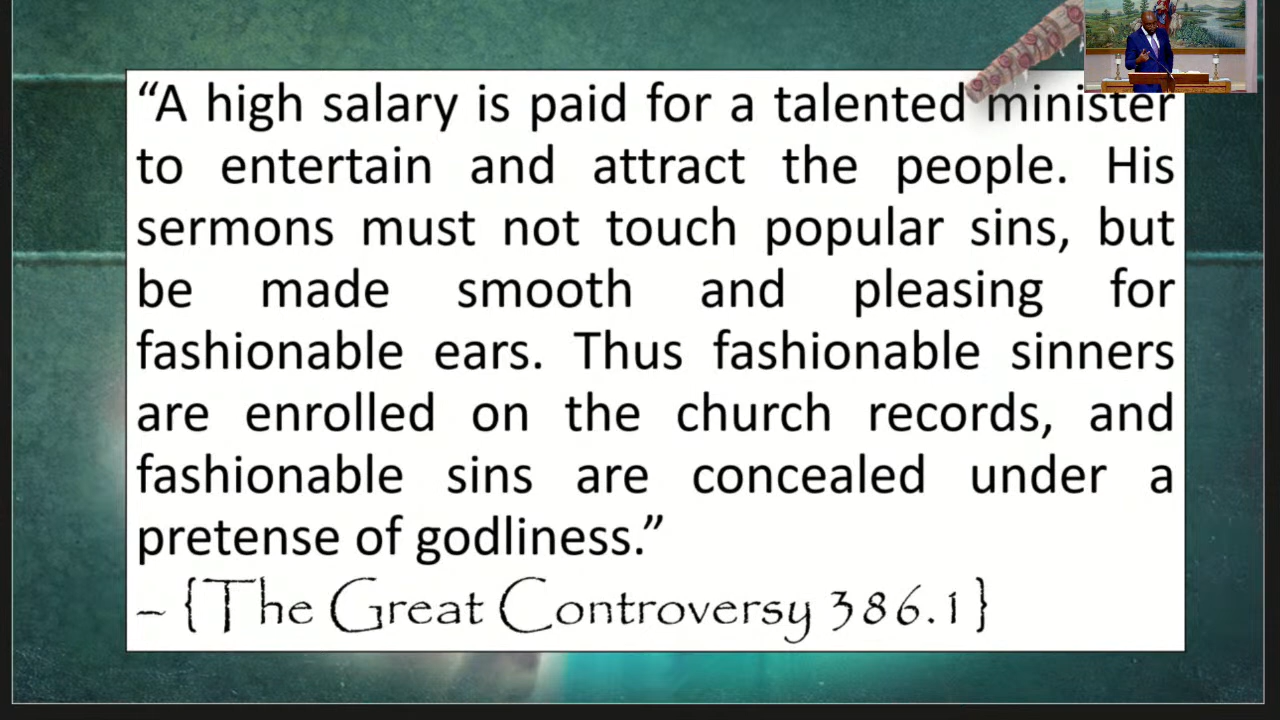 “A high salary is paid for a talented minister
to entertain and attract the people. His
sermons must not touch popular sins, but
be made smooth and pleasing for
fashionable ears. Thus fashionable sinners
are enrolled on the church records, and
fashionable sins are concealed under a
pretense of godliness.”
– {The Great Controversy 386.1}